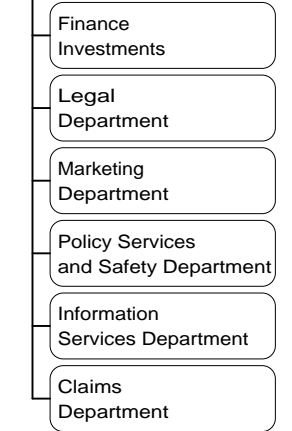 Finance
Investments
Legal
Department
Marketing
Department
Policy Services
and Safety Department
Information
Services Department
Claims
Department